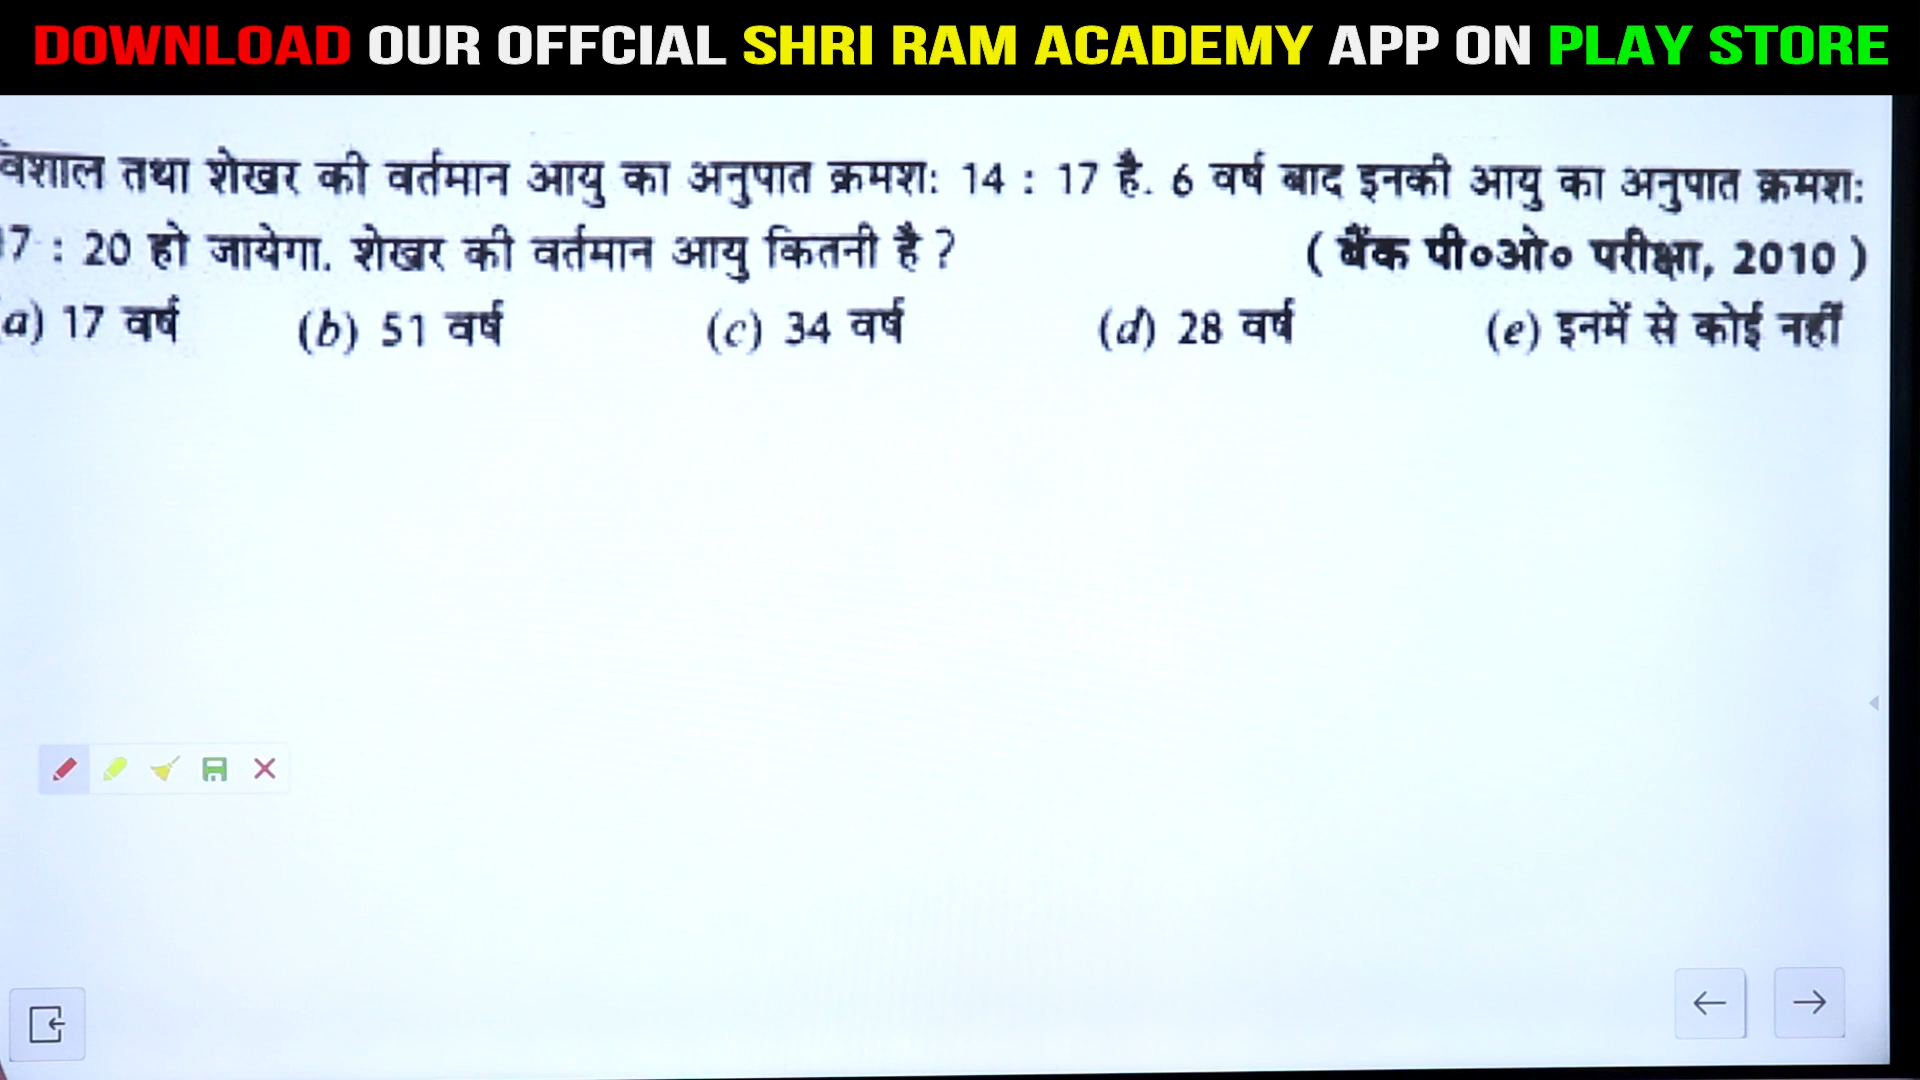 DOWNLOAD OUR OFFCIAL SHRI RAM ACADEMY APP ON PLAY STORE
विशाल तथा शेखर की वर्तमान आयु का अनुपात क्रमश: 14 : 17 है. 6 वर्ष बाद इनकी आयु का अनुपात क्रमश:
17 : 20 हो जायेगा. शेखर की वर्तमान आयु कितनी है ? ( बैंक पी०ओ० परीक्षा, 2010 )
(a) 17 वर्ष (b) 51 वर्ष (c) 34 वर्ष (d) 28 वर्ष (e) इनमें से कोई नहीं